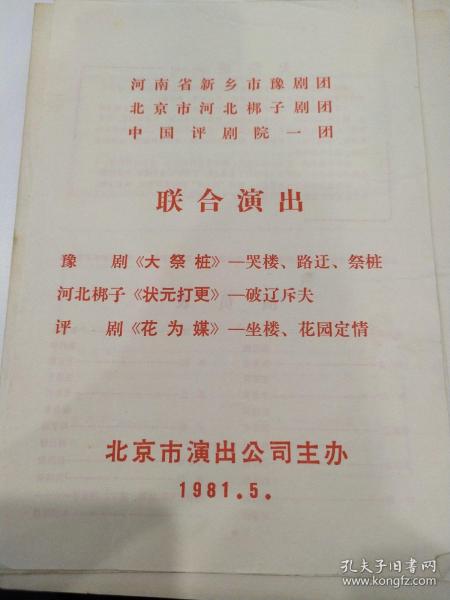 河南省新乡市豫剧团
北京市河北梆子剧团
中国评剧院一团
联合演出
豫 剧《大祭桩》—哭楼、路迂、祭桩
河北梆子《状元打更》—破辽斥夫
评 剧《花为媒》—坐楼、花园定情
北京市演出公司主办
1981.5.
孔夫子旧书网
www.kongfz.com